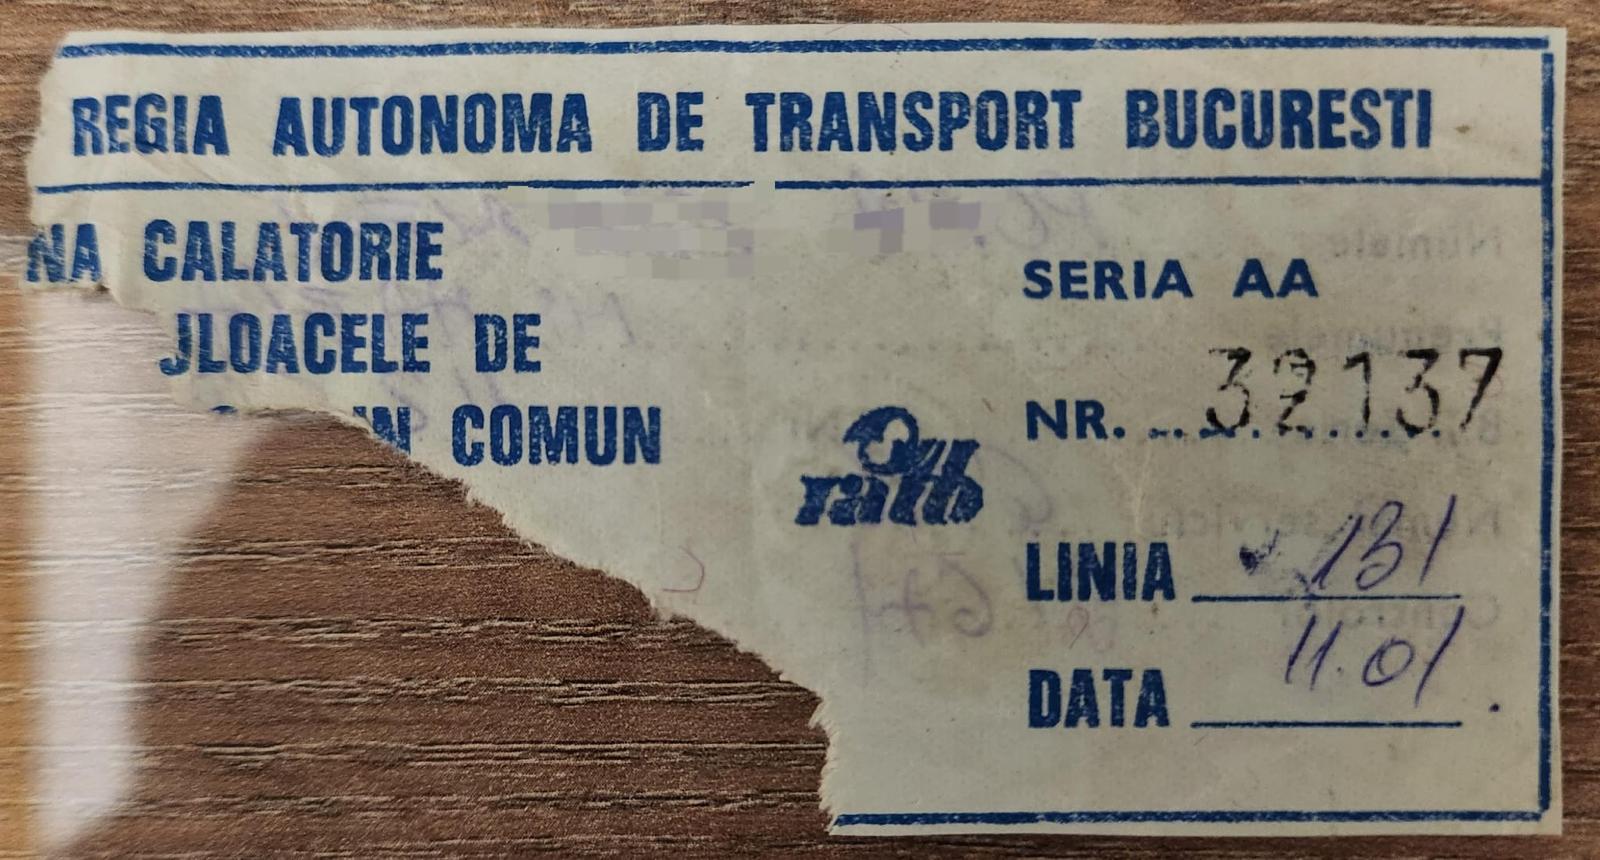 REGIA AUTONOMA DE TRANSPORT BUCURESTI
NA CALATORIE
JLOACELE DE
IN COMUN
SERIA AA
NR. 32137
ratb
LINIA 131
DATA 11.01